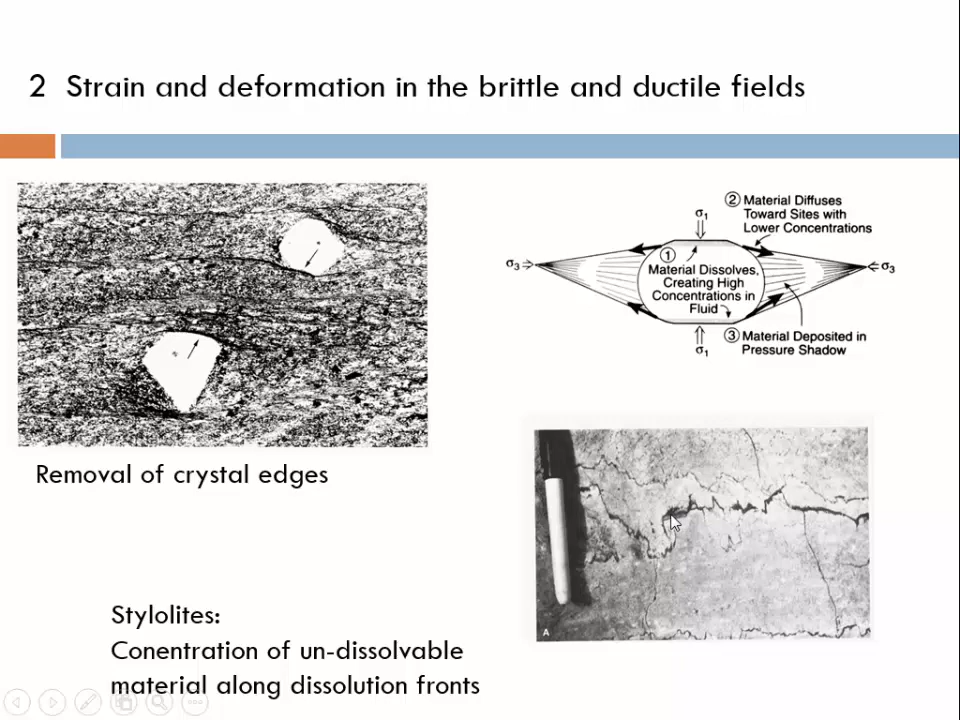 2 Strain and deformation in the brittle and ductile fields
σ1
② Material Diffuses
Toward Sites with
Lower Concentrations
σ3
①
Material Dissolves,
Creating High
Concentrations in
Fluid
σ3
③ Material Deposited in
Pressure Shadow
σ1
Removal of crystal edges
A
Stylolites:
Conentration of un-dissolvable
material along dissolution fronts